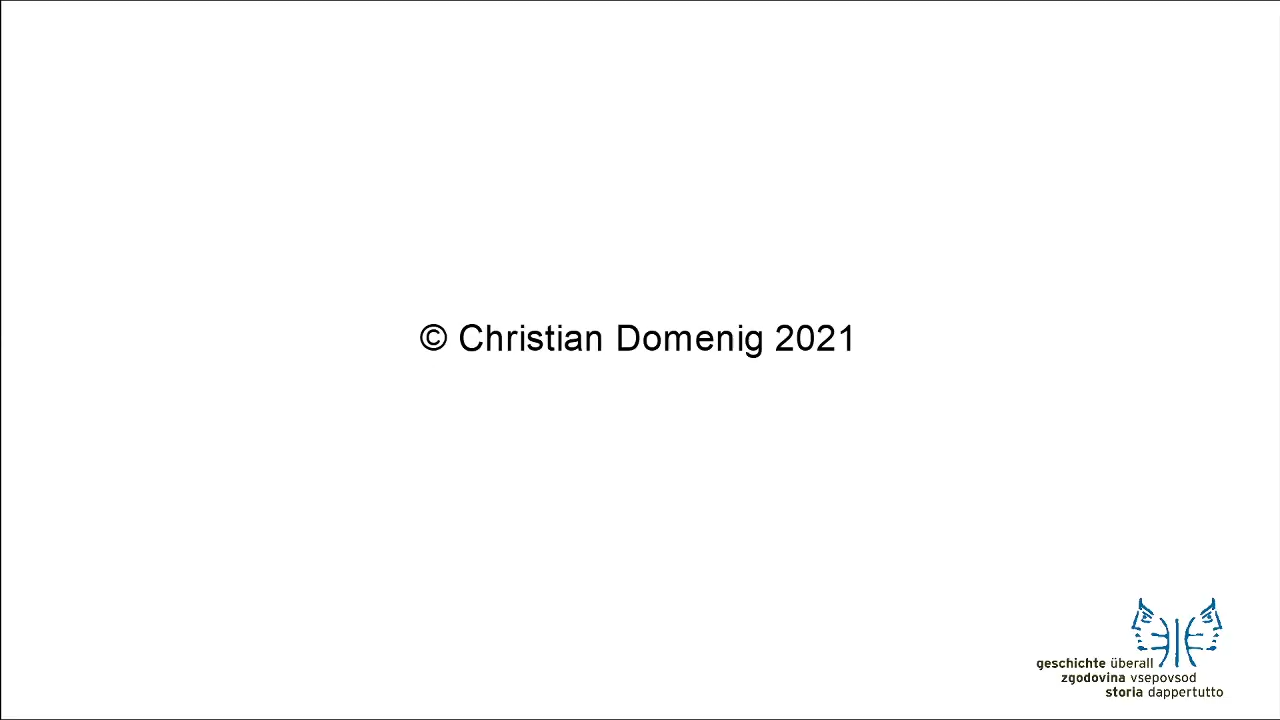 © Christian Domenig 2021
geschichte überall
zgodovina vsepovsod
storia dappertutto